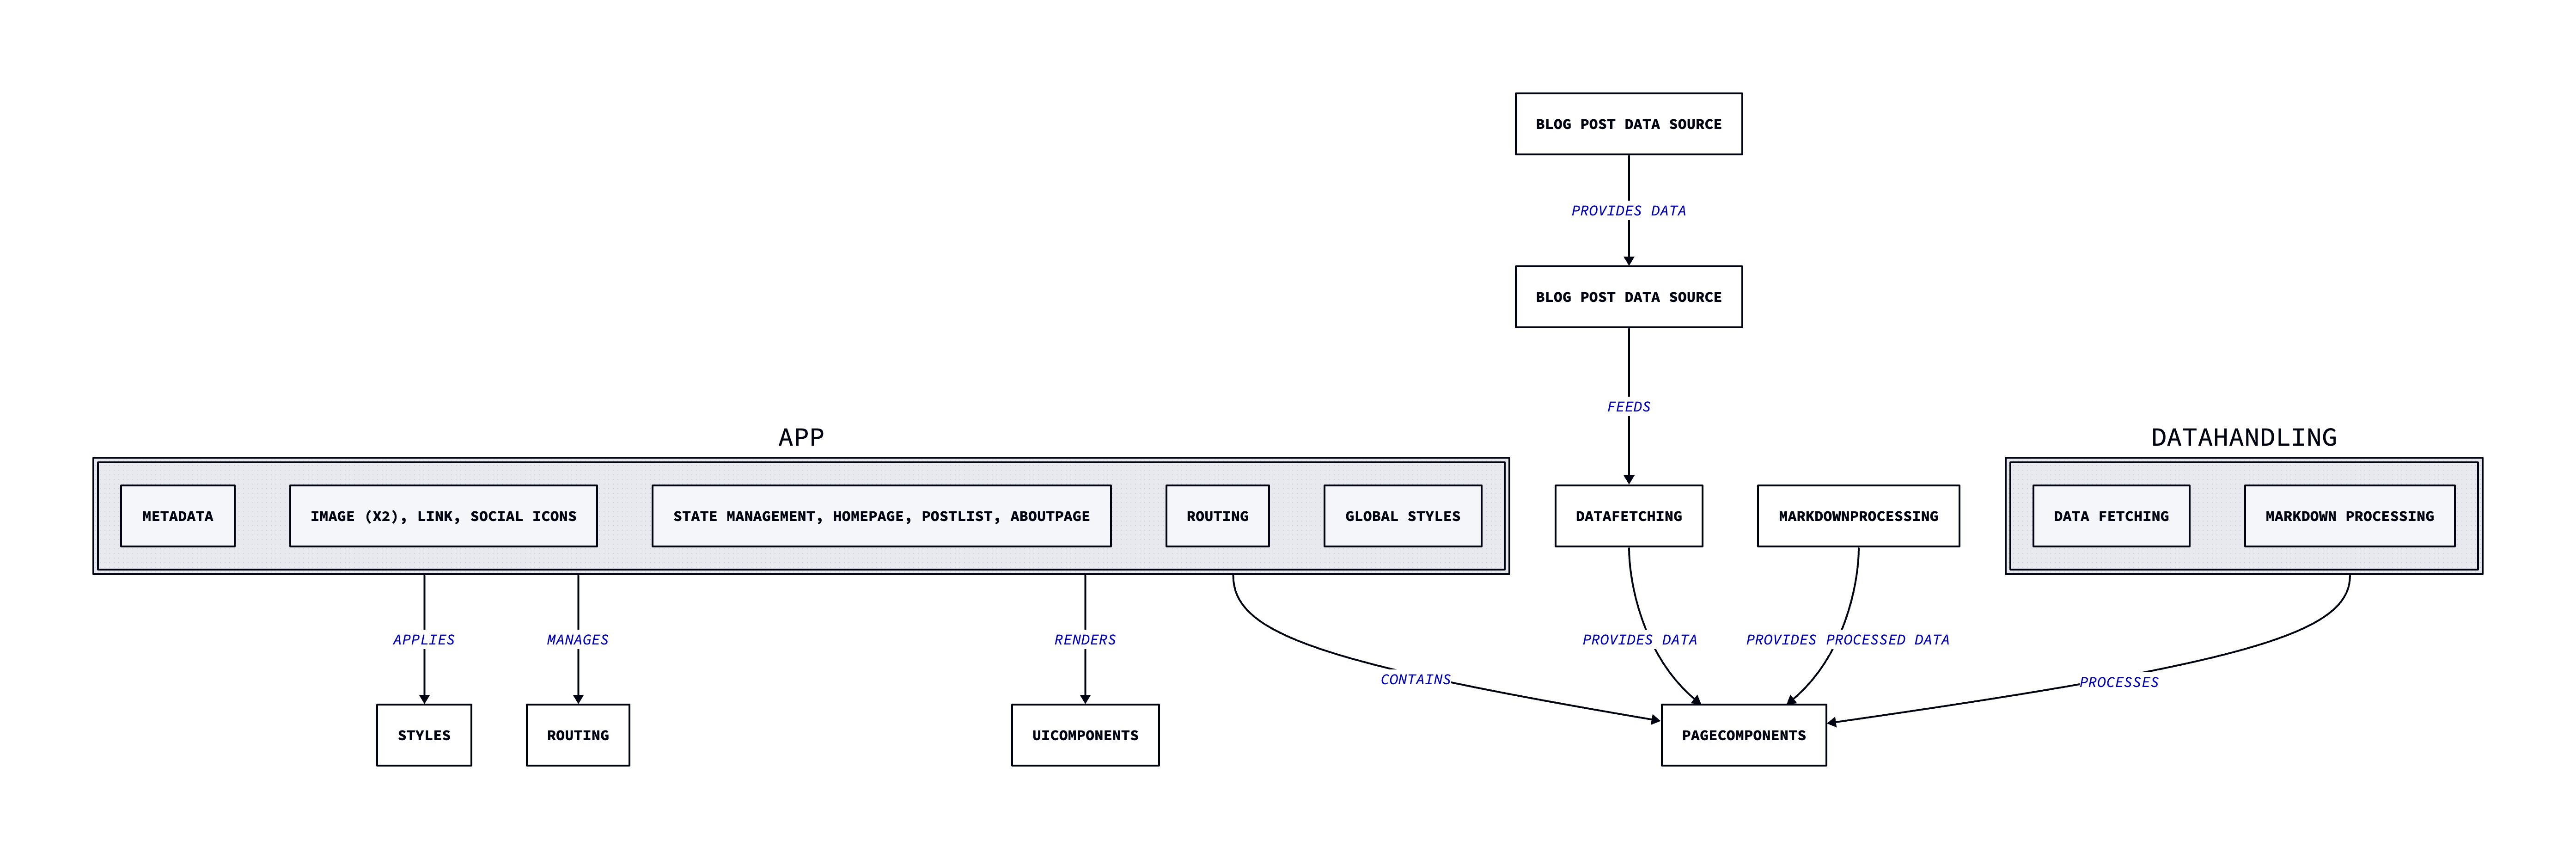 BLOG POST DATA SOURCE
PROVIDES DATA
BLOG POST DATA SOURCE
FEEDS
APP
DATAHANDLING
METADATA
IMAGE (X2), LINK, SOCIAL ICONS
STATE MANAGEMENT, HOMEPAGE, POSTLIST, ABOUTPAGE
ROUTING
GLOBAL STYLES
DATAFETCHING
MARKDOWNPROCESSING
DATA FETCHING
MARKDOWN PROCESSING
APPLIES
MANAGES
RENDERS
CONTAINS
PROVIDES DATA
PROVIDES PROCESSED DATA
PROCESSES
STYLES
ROUTING
UICOMPONENTS
PAGECOMPONENTS